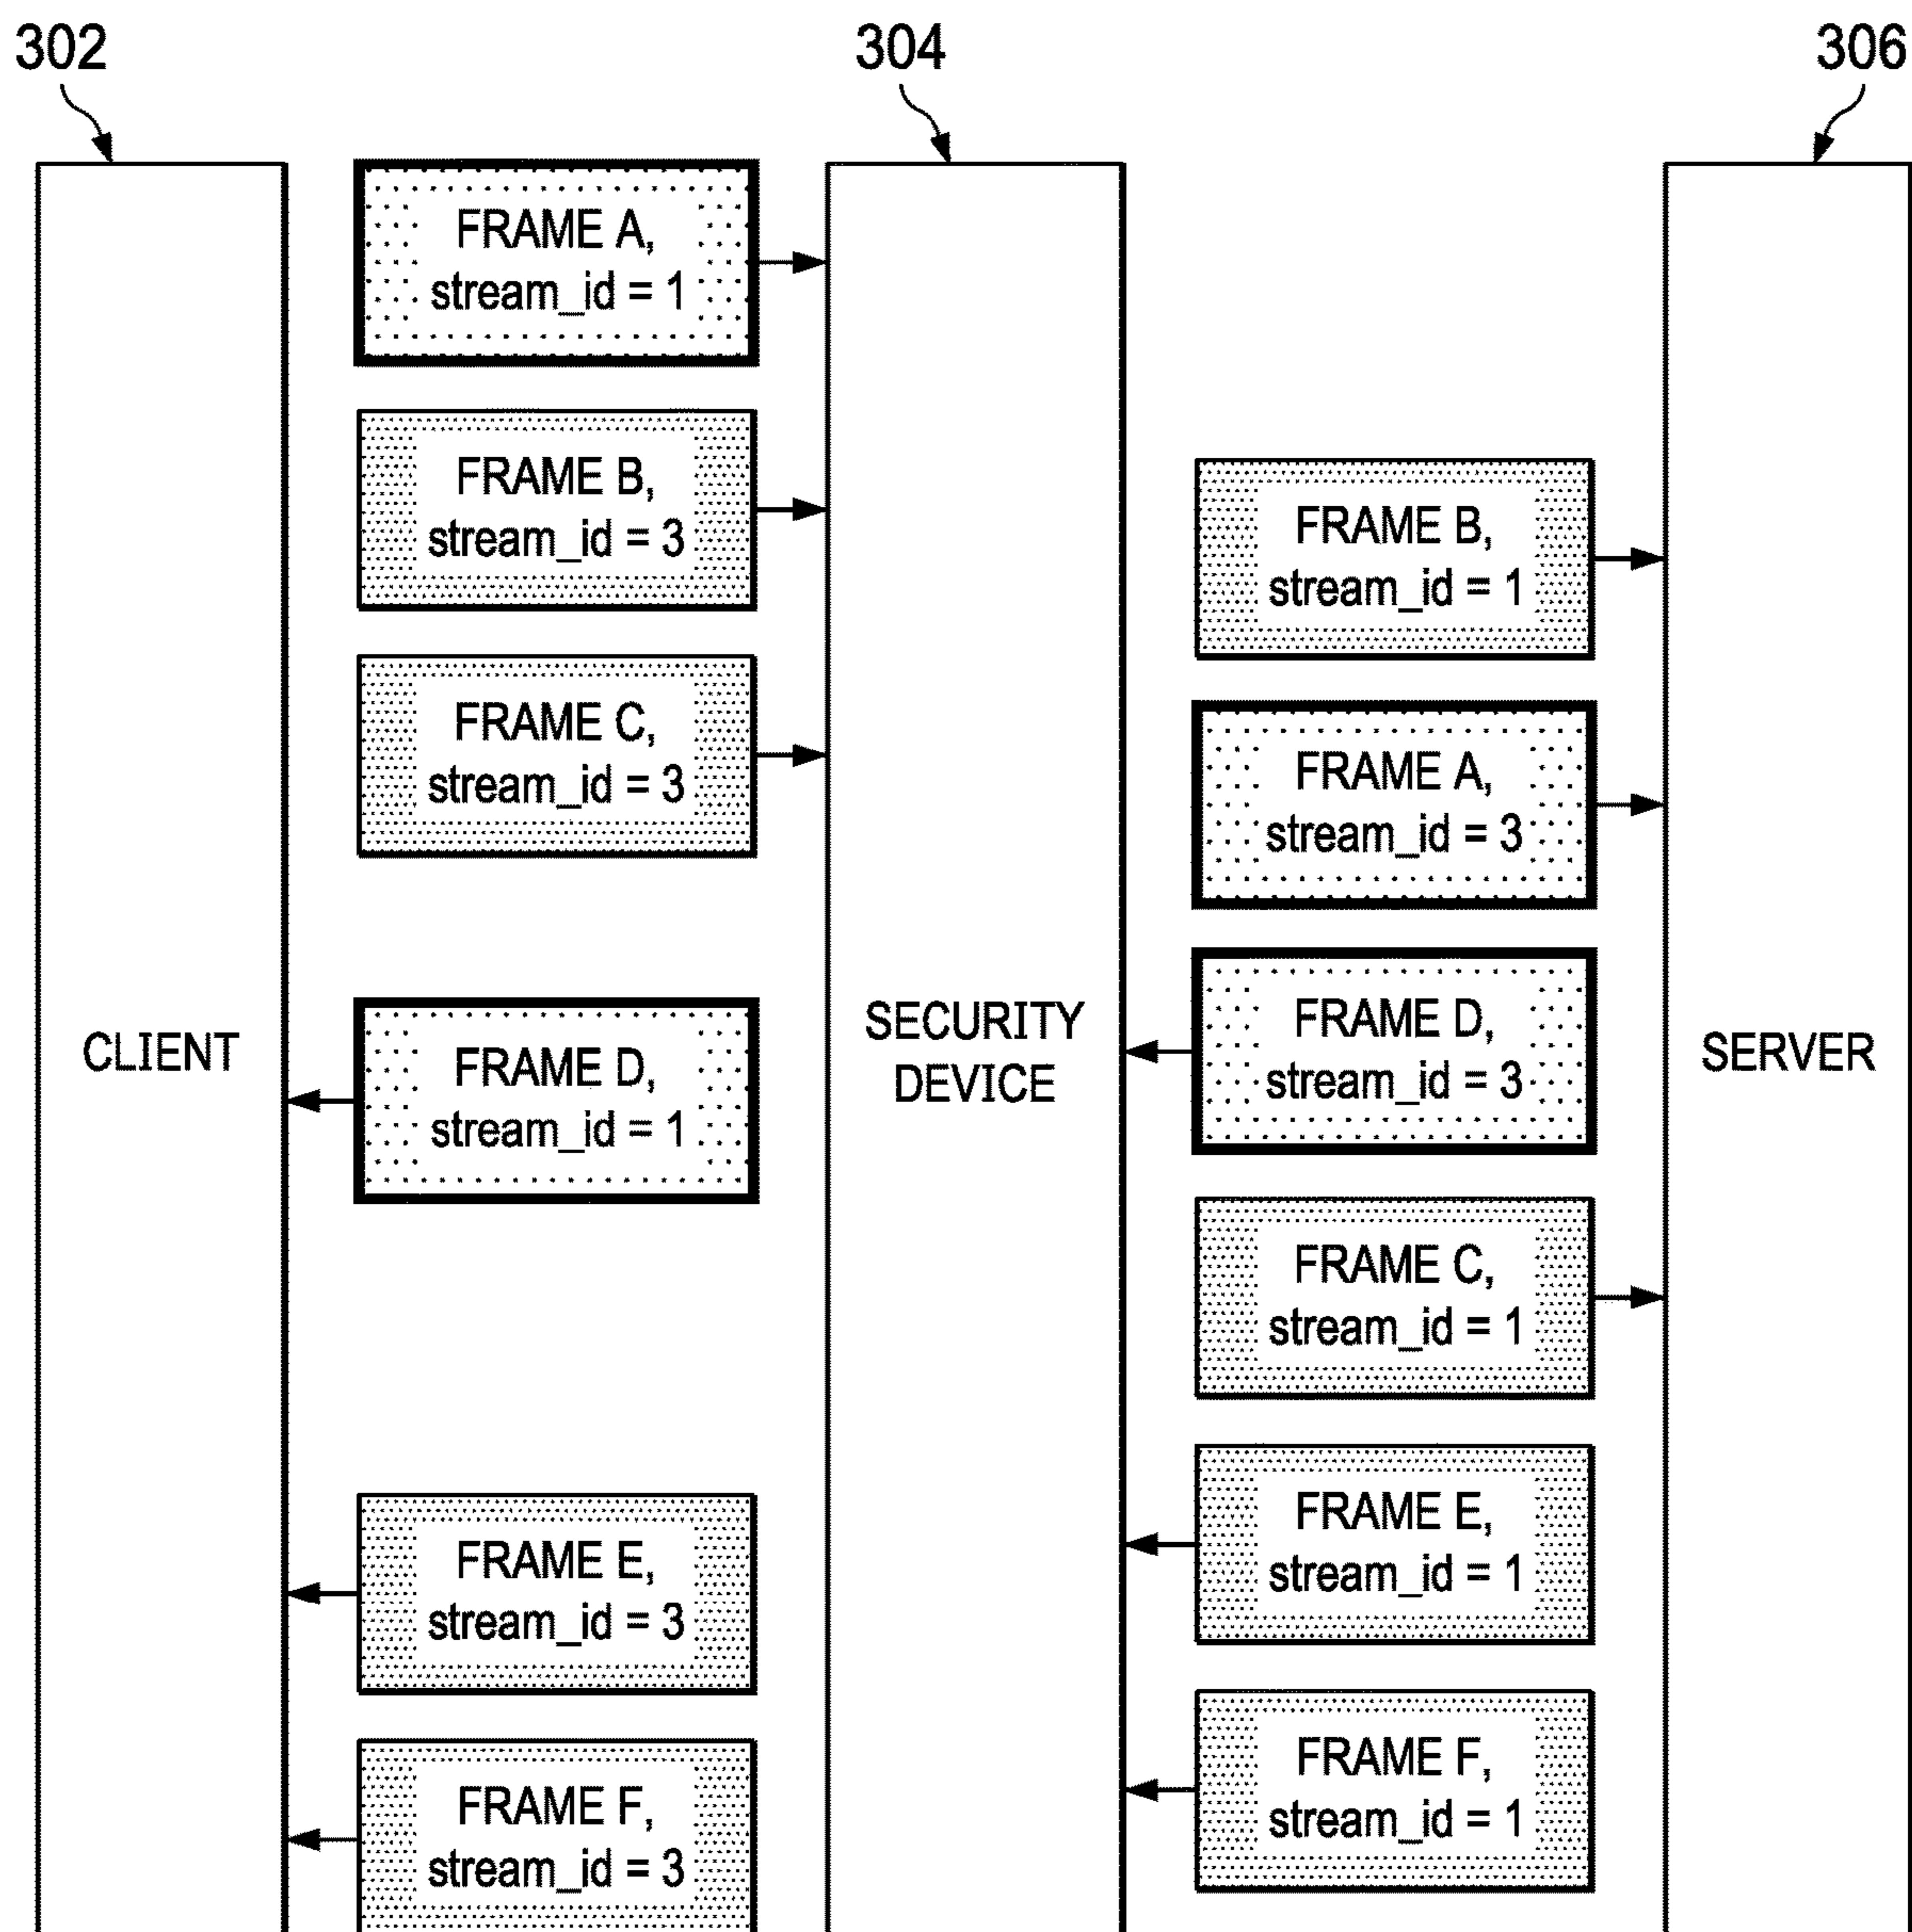 302
304
306
FRAME A,
stream_id = 1
FRAME B,
stream_id = 3
FRAME B,
stream_id = 1
FRAME C,
stream_id = 3
FRAME A,
stream_id = 3
CLIENT
FRAME D,
stream_id = 1
SECURITY
DEVICE
FRAME D,
stream_id = 3
SERVER
FRAME C,
stream_id = 1
FRAME E,
stream_id = 3
FRAME E,
stream_id = 1
FRAME F,
stream_id = 3
FRAME F,
stream_id = 1